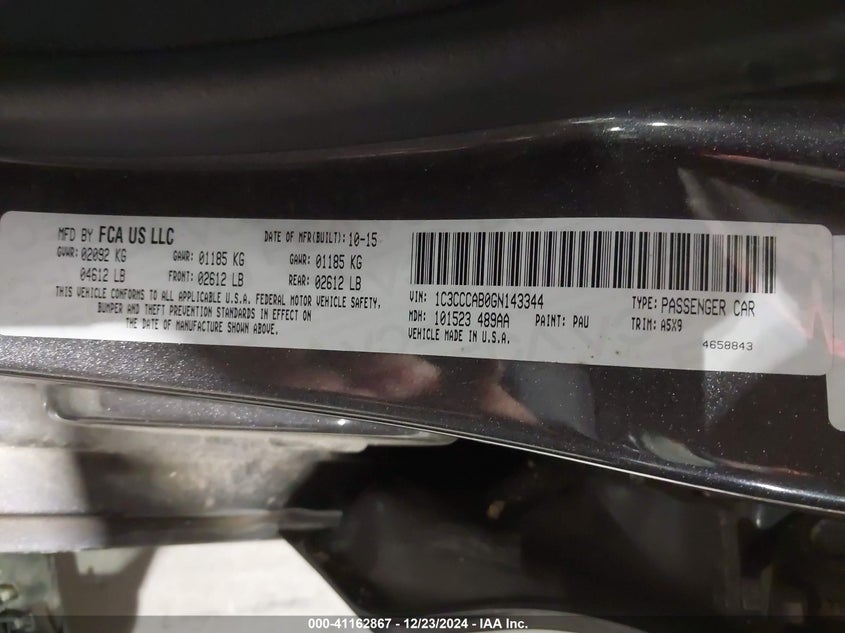 MFD BY FCA US LLC DATE OF MFR(BUILT): 10-15
GVWR: 02092 KG GAWR: 01185 KG GAWR: 01185 KG
04612 LB FRONT: 02612 LB REAR: 02612 LB
THIS VEHICLE CONFORMS TO ALL APPLICABLE U.S.A. FEDERAL MOTOR VEHICLE SAFETY,
BUMPER AND THEFT PREVENTION STANDARDS IN EFFECT ON
THE DATE OF MANUFACTURE SHOWN ABOVE.
VIN: 1C3CCCAB0GN143344 TYPE: PASSENGER CAR
MDH: 101523 489AA PAINT: PAU TRIM: A5X9
VEHICLE MADE IN U.S.A. 4658843
000-41162867 - 12/23/2024 - IAA Inc.